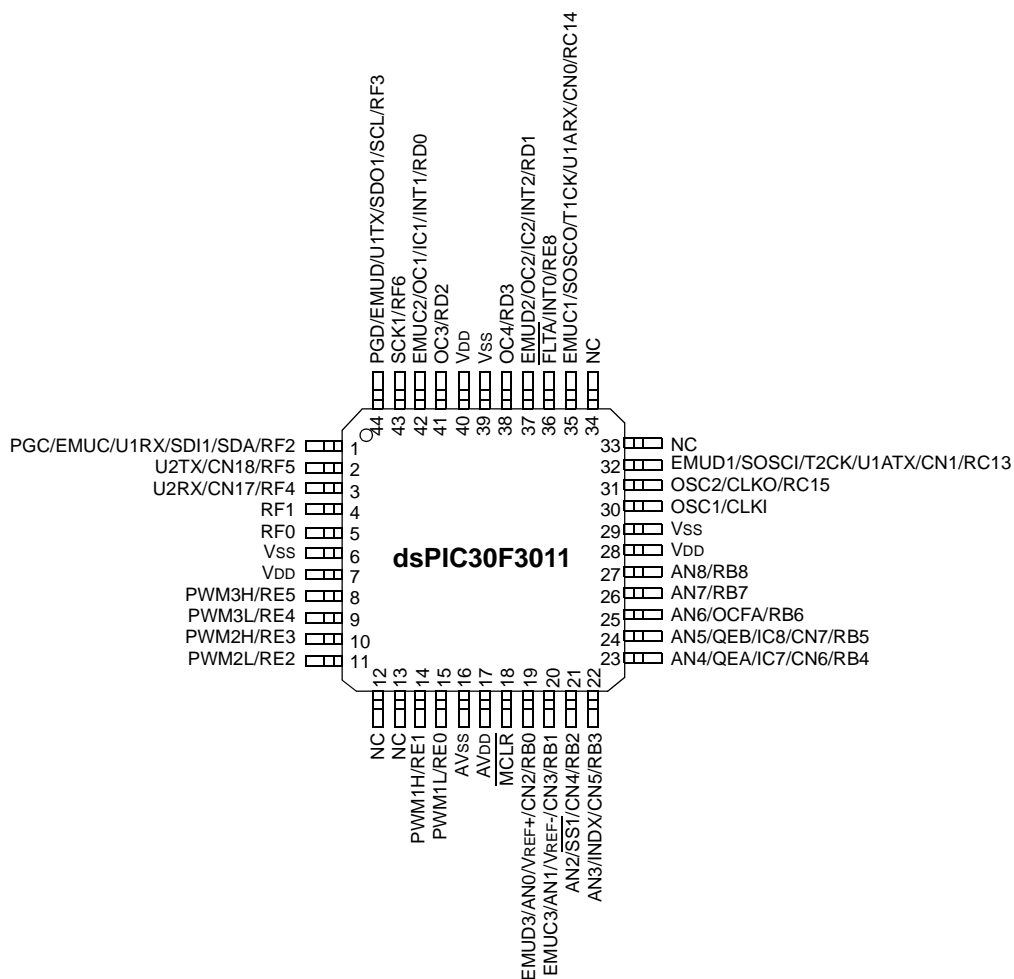 PGD/EMUD/U1TX/SDO1/SCL/RF3
SCK1/RF6
EMUC2/OC1/IC1/INT1/RD0
OC3/RD2
VDD
VSS
OC4/RD3
EMUD2/OC2/IC2/INT2/RD1
FLTA/INT0/RE8
EMUC1/SOSCO/T1CK/U1ARX/CN0/RC14
NC
44
43
42
41
40
39
38
37
36
35
34
PGC/EMUC/U1RX/SDI1/SDA/RF2 1
U2TX/CN18/RF5 2
U2RX/CN17/RF4 3
RF1 4
RF0 5
VSS 6
VDD 7
PWM3H/RE5 8
PWM3L/RE4 9
PWM2H/RE3 10
PWM2L/RE2 11
dsPIC30F3011
33 NC
32 EMUD1/SOSCI/T2CK/U1ATX/CN1/RC13
31 OSC2/CLKO/RC15
30 OSC1/CLKI
29 VSS
28 VDD
27 AN8/RB8
26 AN7/RB7
25 AN6/OCFA/RB6
24 AN5/QEB/IC8/CN7/RB5
23 AN4/QEA/IC7/CN6/RB4
12
13
14
15
16
17
18
19
20
21
22
NC
NC
PWM1H/RE1
PWM1L/RE0
AVSS
AVDD
MCLR
EMUD3/AN0/VREF+/CN2/RB0
EMUC3/AN1/VREF-/CN3/RB1
AN2/SS1/CN4/RB2
AN3/INDX/CN5/RB3